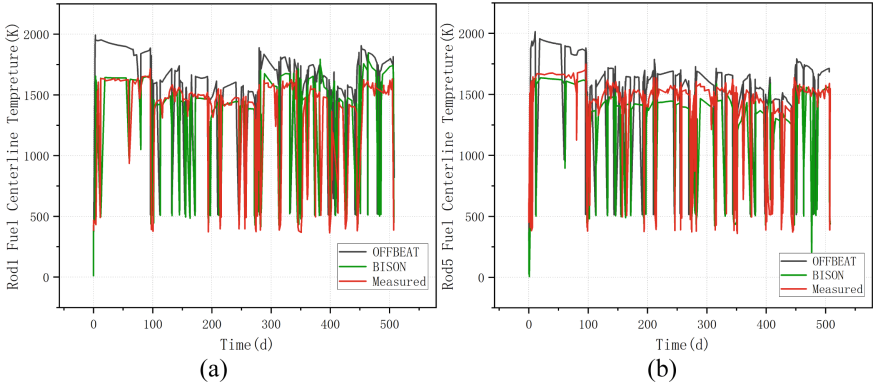 Rod1 Fuel Centerline Tempreture(K)
2000
1500
1000
500
0
0
100
200
300
400
500
Time(d)
OFFBEAT
BISON
Measured
(a)
Rod5 Fuel Centerline Tempreture(K)
2000
1500
1000
500
0
0
100
200
300
400
500
Time(d)
OFFBEAT
BISON
Measured
(b)